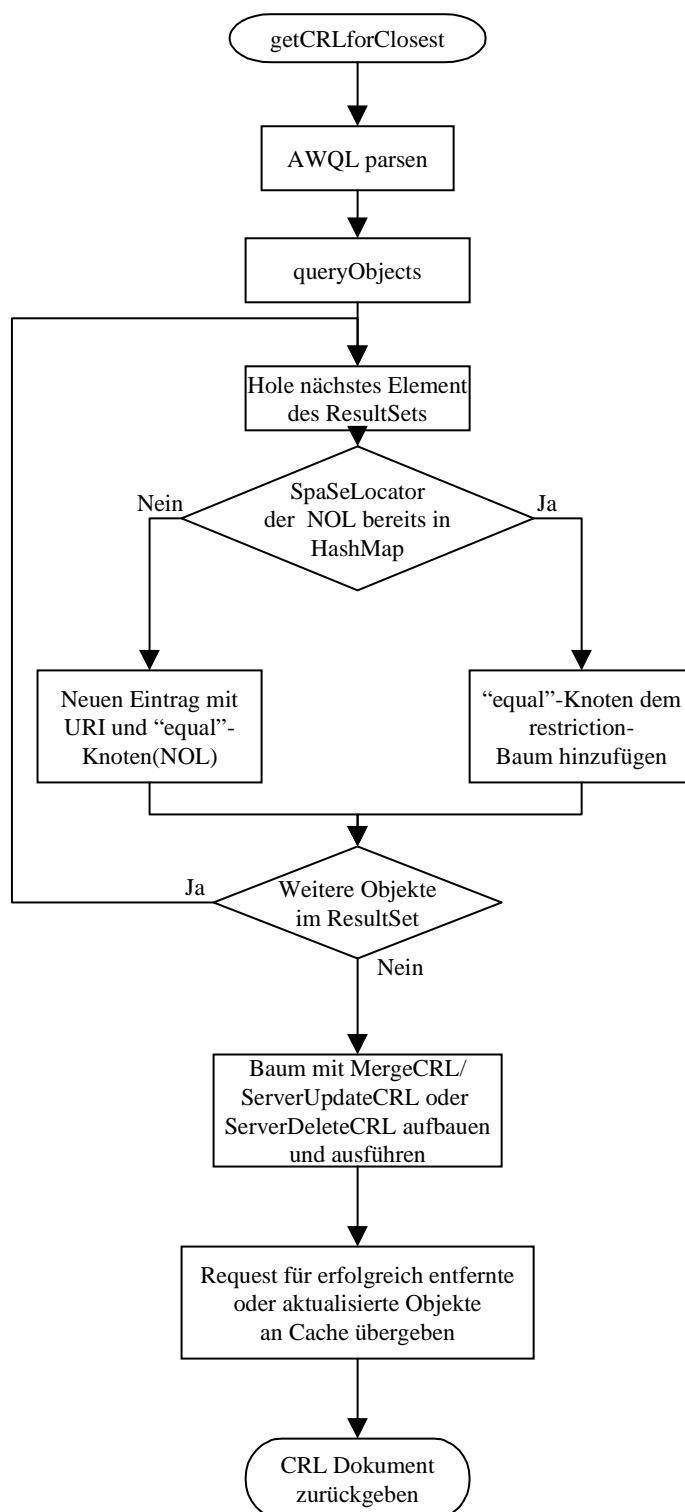 getCRLforClosest
AWQL parsen
queryObjects
Hole nächstes Element
des ResultSets
Nein
SpaSeLocator
der NOL bereits in
HashMap
Ja
Neuen Eintrag mit
URI und “equal”-
Knoten(NOL)
“equal”-Knoten dem
restriction-
Baum hinzufügen
Ja
Weitere Objekte
im ResultSet
Nein
Baum mit MergeCRL/
ServerUpdateCRL oder
ServerDeleteCRL aufbauen
und ausführen
Request für erfolgreich entfernte
oder aktualisierte Objekte
an Cache übergeben
CRL Dokument
zurückgeben